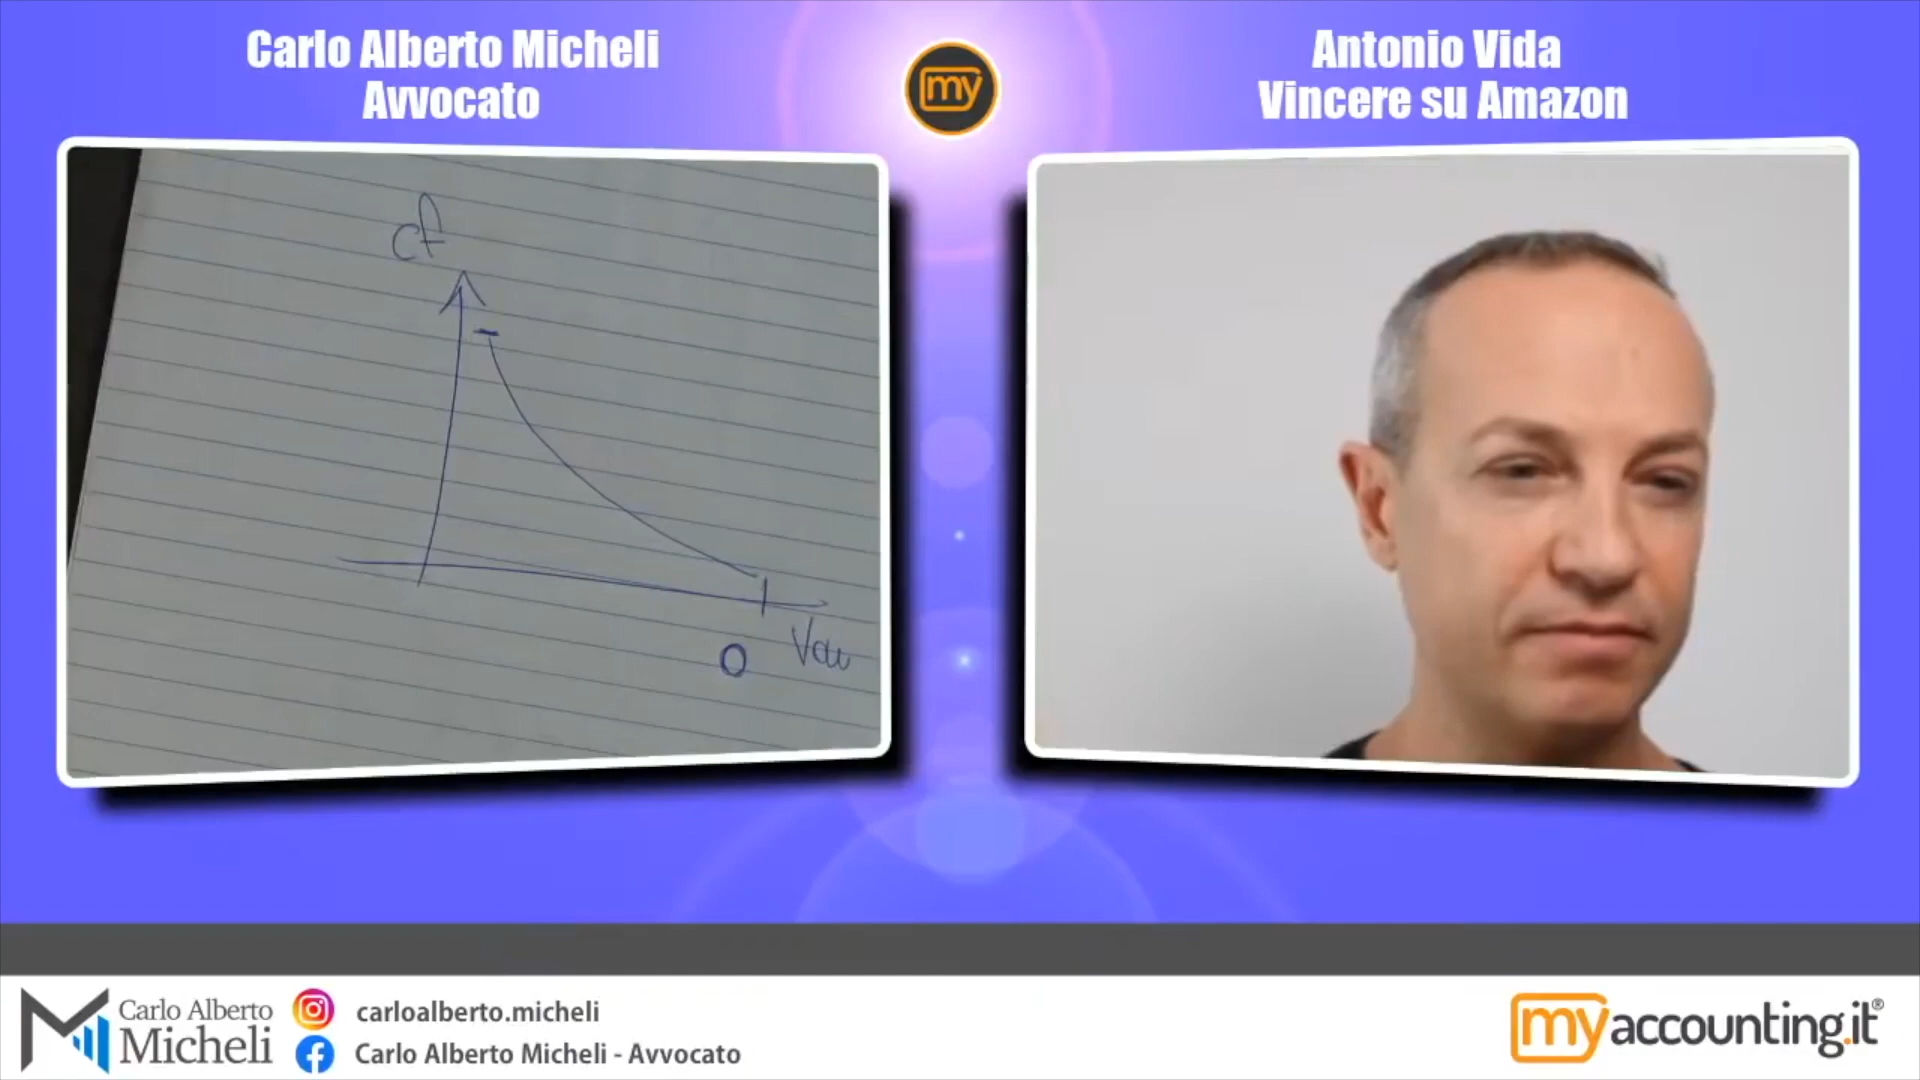 Carlo Alberto Micheli
Avvocato
my
Antonio Vida
Vincere su Amazon
cf
0
Carlo Alberto
Micheli
carloalberto.micheli
Carlo Alberto Micheli - Avvocato
myaccounting.it®